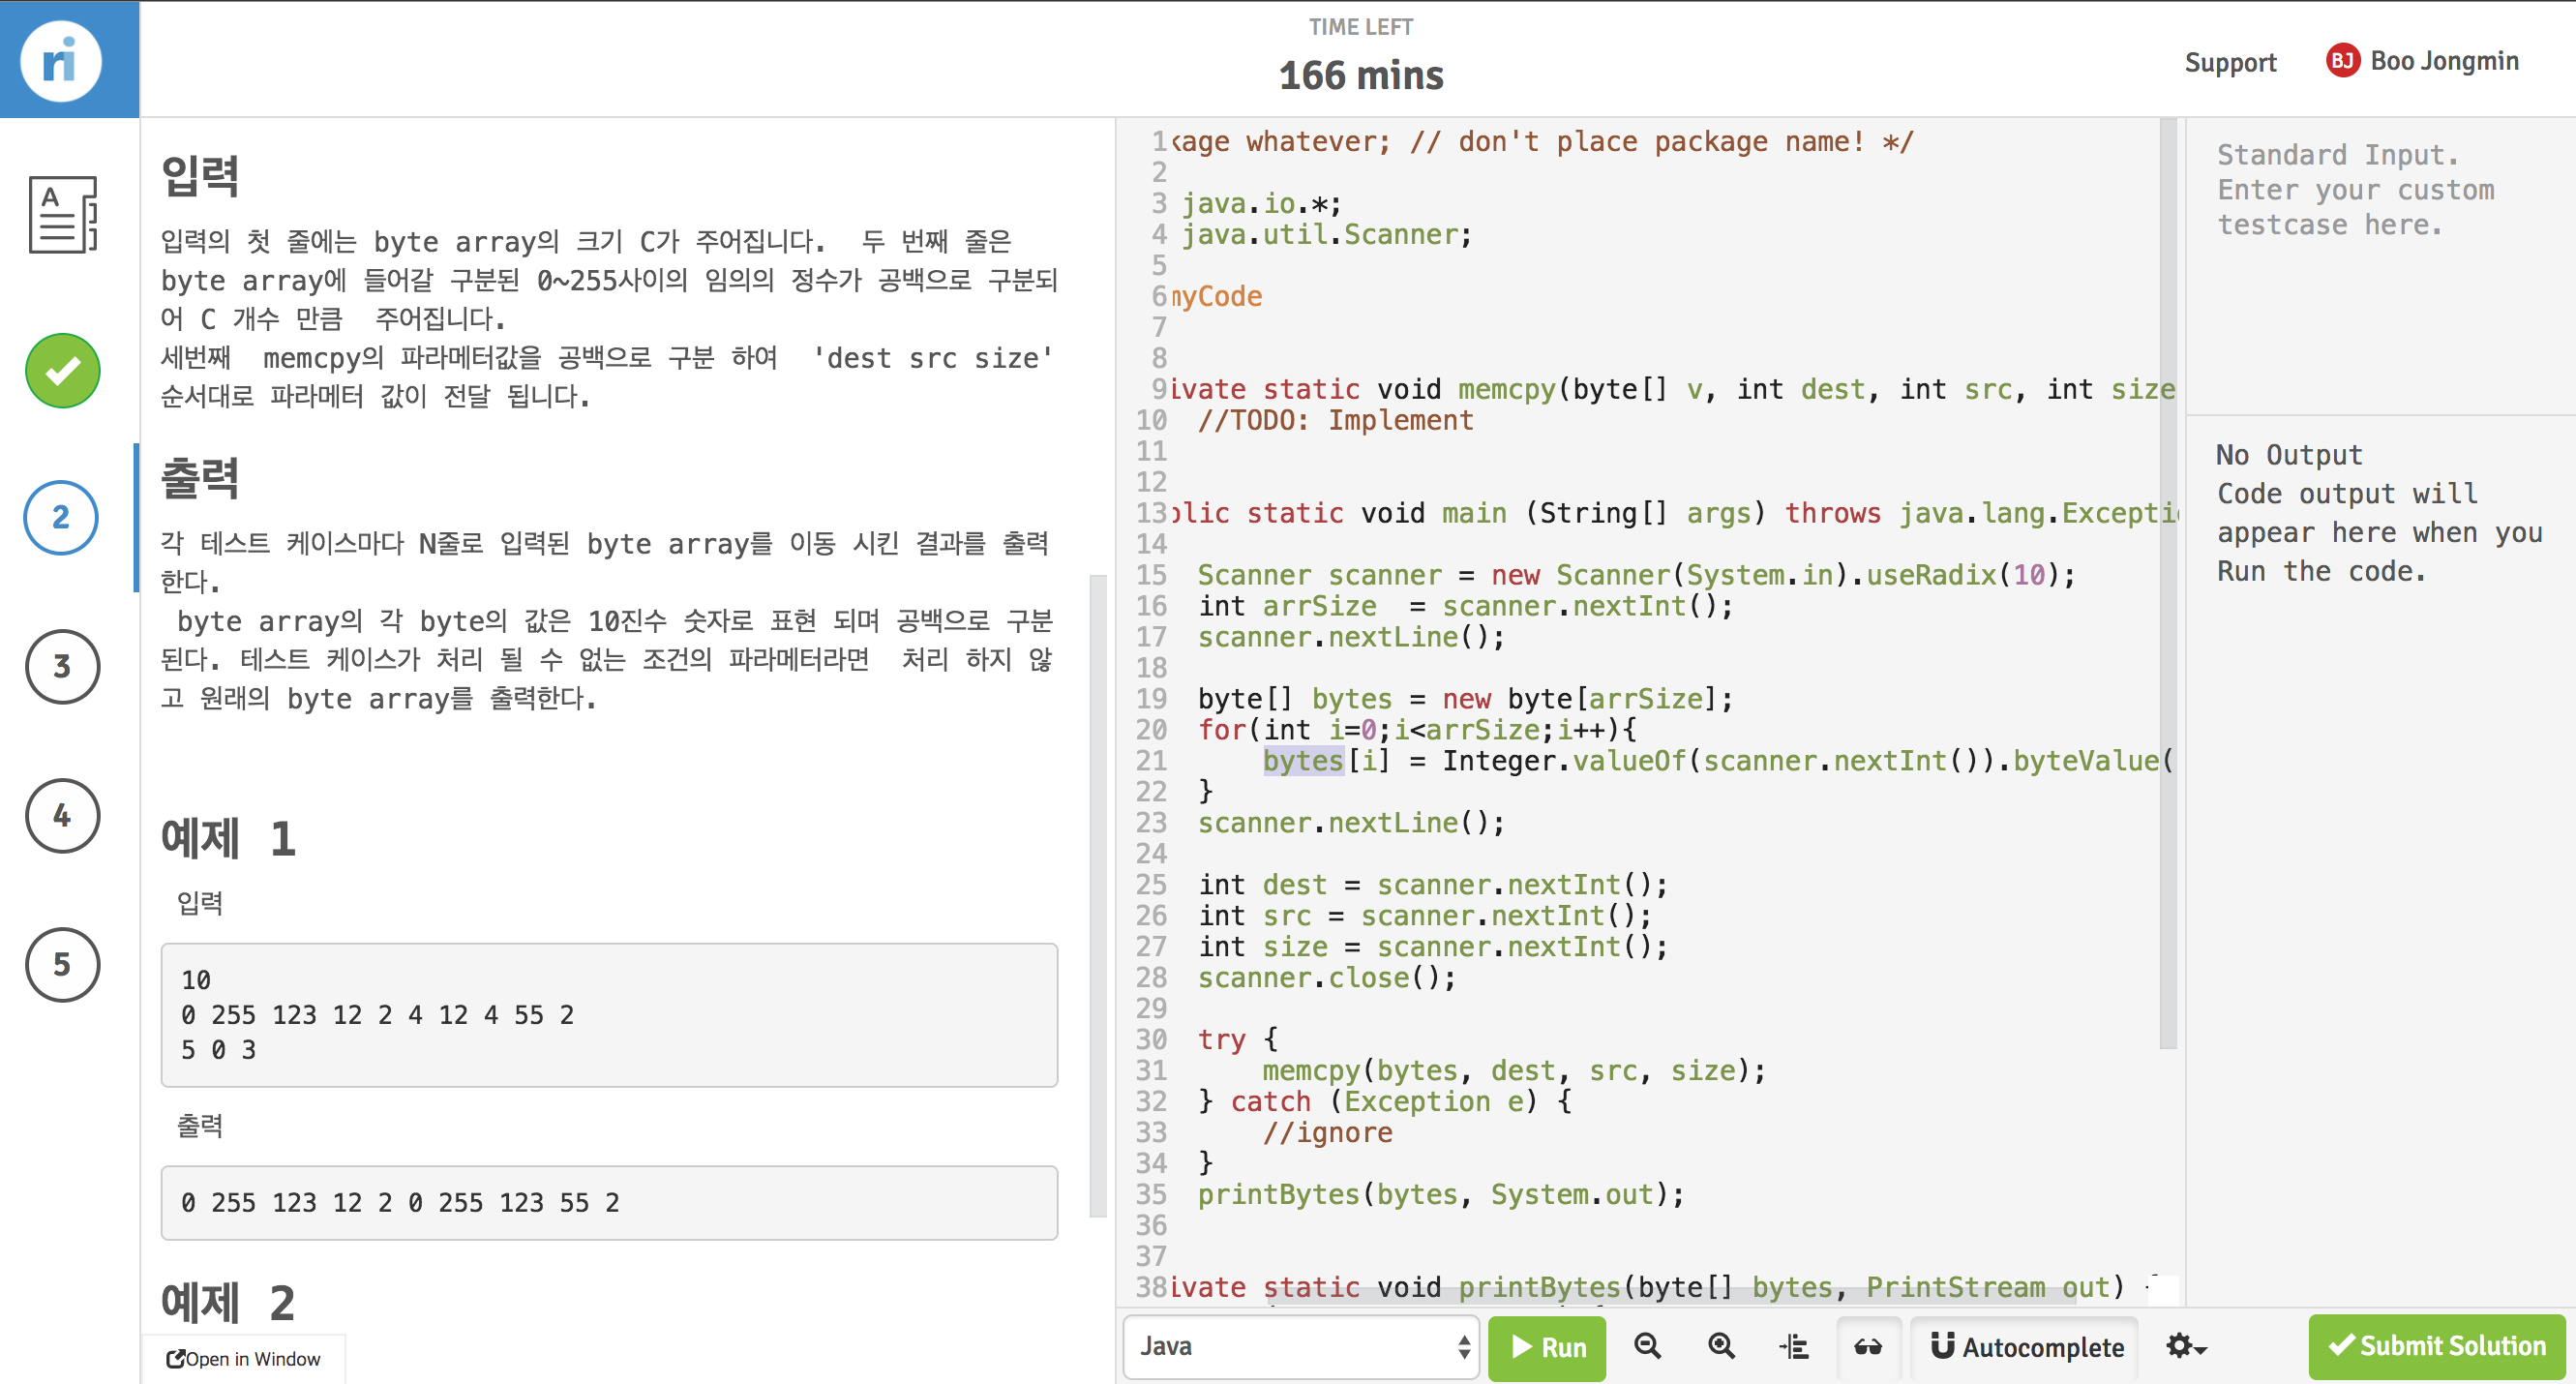 ri
TIME LEFT
166 mins
Support
BJ Boo Jongmin
A
2
3
4
5
입력
입력의 첫 줄에는 byte array의 크기 C가 주어집니다. 두 번째 줄은
byte array에 들어갈 구분된 0~255사이의 임의의 정수가 공백으로 구분되
어 C 개수 만큼 주어집니다.
세번째 memcpy의 파라메터값을 공백으로 구분 하여 'dest src size'
순서대로 파라메터 값이 전달 됩니다.
출력
각 테스트 케이스마다 N줄로 입력된 byte array를 이동 시킨 결과를 출력
한다.
byte array의 각 byte의 값은 10진수 숫자로 표현 되며 공백으로 구분
된다. 테스트 케이스가 처리 될 수 없는 조건의 파라메터라면 처리 하지 않
고 원래의 byte array를 출력한다.
예제 1
입력
10
0 255 123 12 2 4 12 4 55 2
5 0 3
출력
0 255 123 12 2 0 255 123 55 2
예제 2
Open in Window
1 kage whatever; // don't place package name! */
2
3 java.io.*;
4 java.util.Scanner;
5
6 myCode
7
8
9 ivate static void memcpy(byte[] v, int dest, int src, int size
10 //TODO: Implement
11
12
13 blic static void main (String[] args) throws java.lang.Excepti
14
15 Scanner scanner = new Scanner(System.in).useRadix(10);
16 int arrSize = scanner.nextInt();
17 scanner.nextLine();
18
19 byte[] bytes = new byte[arrSize];
20 for(int i=0;i<arrSize;i++){
21 bytes[i] = Integer.valueOf(scanner.nextInt()).byteValue(
22 }
23 scanner.nextLine();
24
25 int dest = scanner.nextInt();
26 int src = scanner.nextInt();
27 int size = scanner.nextInt();
28 scanner.close();
29
30 try {
31 memcpy(bytes, dest, src, size);
32 } catch (Exception e) {
33 //ignore
34 }
35 printBytes(bytes, System.out);
36
37
38 ivate static void printBytes(byte[] bytes, PrintStream out) {
Java
Run
Autocomplete
Submit Solution
Standard Input.
Enter your custom
testcase here.
No Output
Code output will
appear here when you
Run the code.